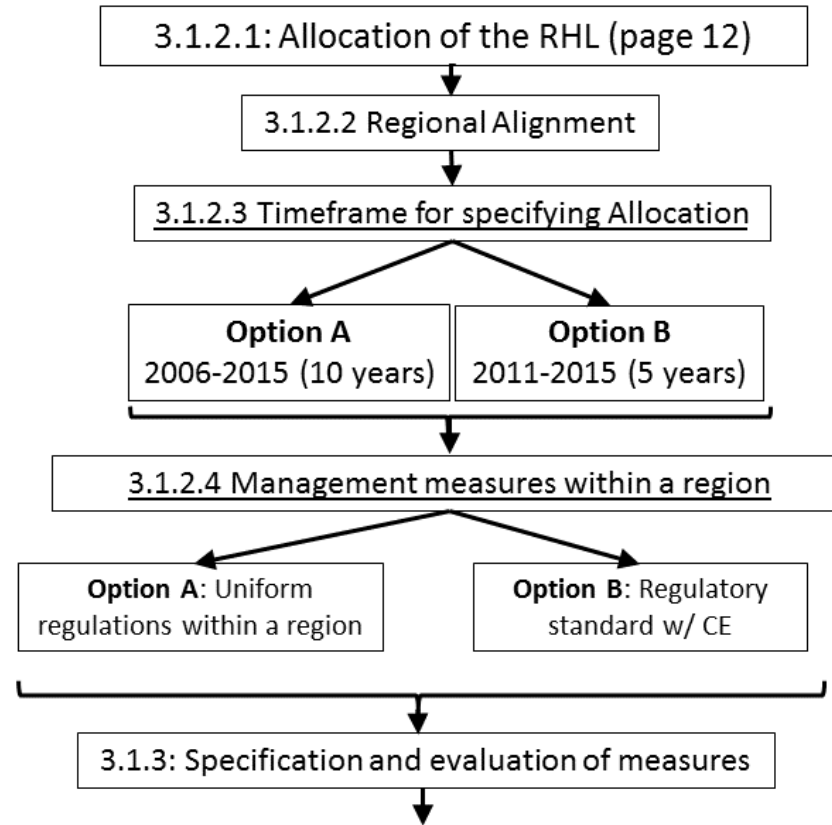 3.1.2.1: Allocation of the RHL (page 12)
3.1.2.2 Regional Alignment
3.1.2.3 Timeframe for specifying Allocation
Option A
2006-2015 (10 years)
Option B
2011-2015 (5 years)
3.1.2.4 Management measures within a region
Option A: Uniform
regulations within a region
Option B: Regulatory
standard w/ CE
3.1.3: Specification and evaluation of measures